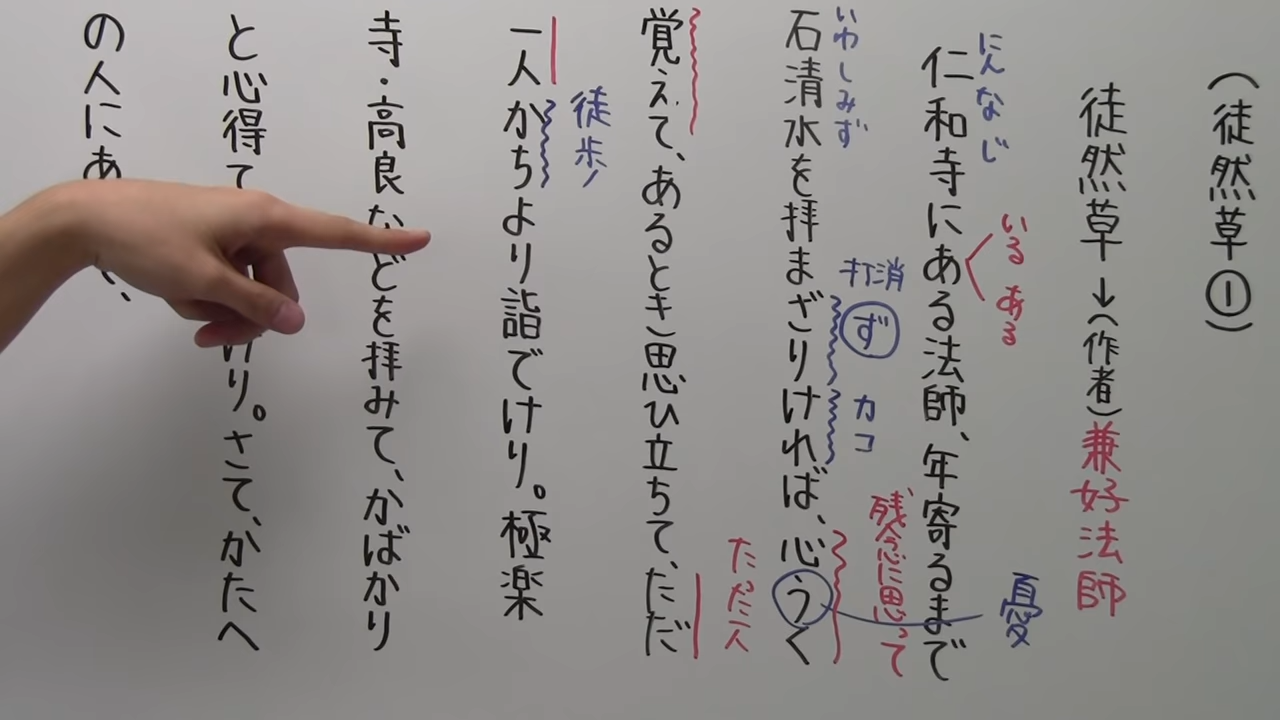 (徒然草①)
徒然草→(作者)兼好法師
にんなじ
いる ある
憂
仁和寺にある法師、年寄るまで
いわしみず
打消
ず
カコ
残念に思って
石清水を拝まざりければ、心うく
ただ一人
覚えて、あるとき思ひ立ちて、ただ
徒歩
一人かちより詣でけり。極楽
寺・高良などを拝みて、かばかり
と心得て けり。さて、かたへ
の人にあ 、